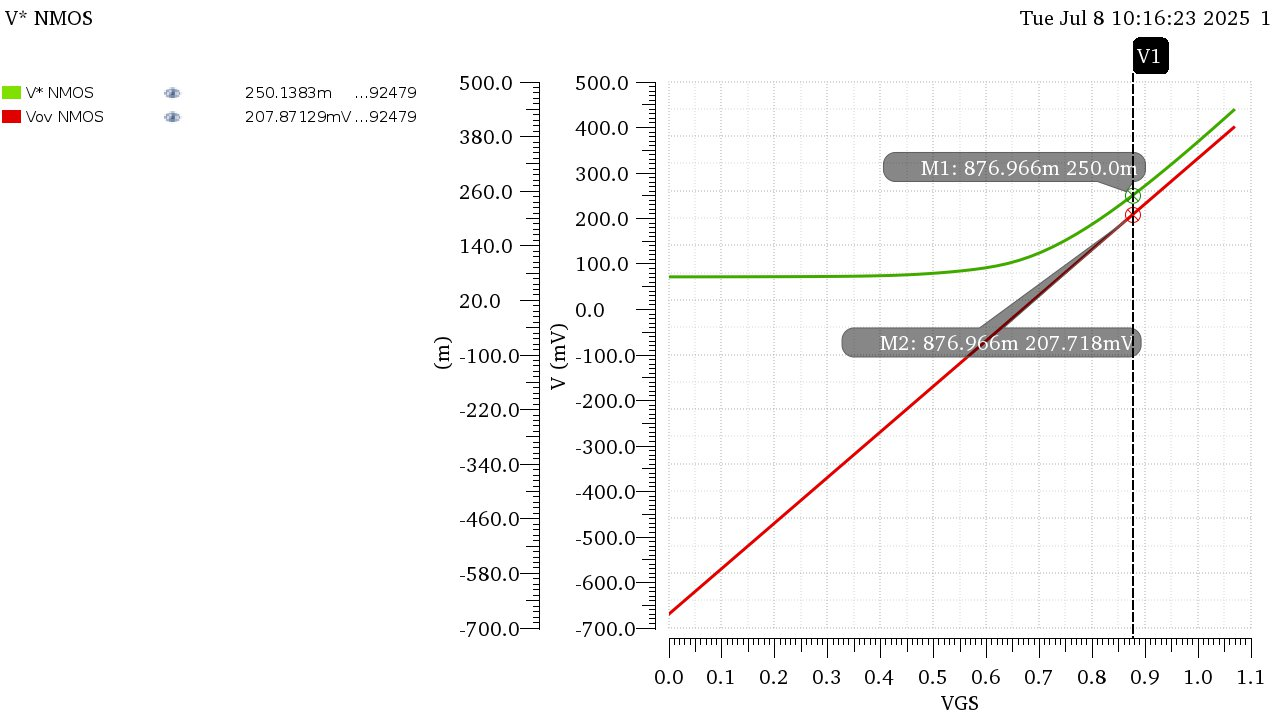 V* NMOS
Tue Jul 8 10:16:23 2025 1
V1
V* NMOS 250.1383m ...92479
Vov NMOS 207.87129mV ...92479
500.0
380.0
260.0
140.0
20.0
-100.0
-220.0
-340.0
-460.0
-580.0
-700.0
(m)
500.0
400.0
300.0
200.0
100.0
0.0
-100.0
-200.0
-300.0
-400.0
-500.0
-600.0
-700.0
V (mV)
M1: 876.966m 250.0m
M2: 876.966m 207.718mV
0.0 0.1 0.2 0.3 0.4 0.5 0.6 0.7 0.8 0.9 1.0 1.1
VGS